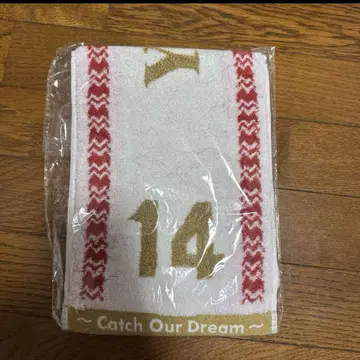 Y
14
~ Catch Our Dream ~